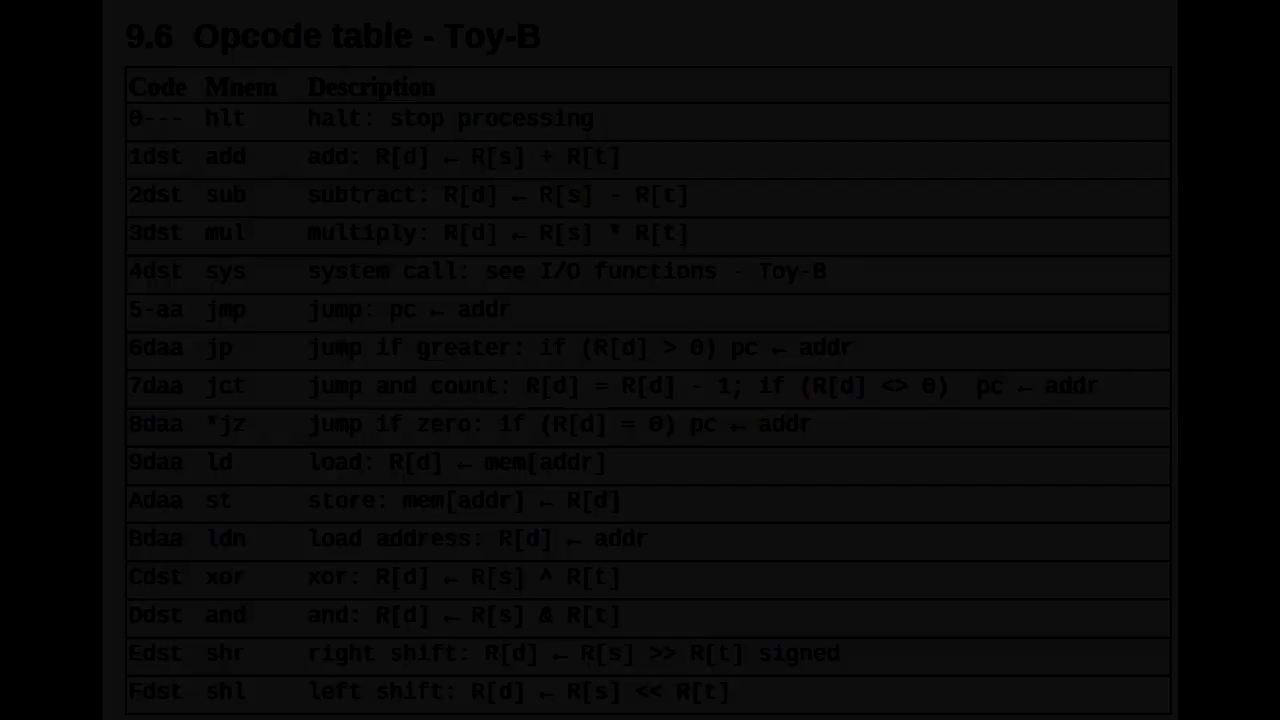 9.6 Opcode table - Toy-B
Code Mnem Description
0--- hlt halt: stop processing
1dst add add: R[d] ← R[s] + R[t]
2dst sub subtract: R[d] ← R[s] - R[t]
3dst mul multiply: R[d] ← R[s] * R[t]
4dst sys system call: see I/O functions - Toy-B
5-aa jmp jump: pc ← addr
6daa jp jump if greater: if (R[d] > 0) pc ← addr
7daa jct jump and count: R[d] = R[d] - 1; if (R[d] <> 0) pc ← addr
8daa *jz jump if zero: if (R[d] = 0) pc ← addr
9daa ld load: R[d] ← mem[addr]
Adaa st store: mem[addr] ← R[d]
Bdaa ldn load address: R[d] ← addr
Cdst xor xor: R[d] ← R[s] ^ R[t]
Ddst and and: R[d] ← R[s] & R[t]
Edst shr right shift: R[d] ← R[s] >> R[t] signed
Fdst shl left shift: R[d] ← R[s] << R[t]